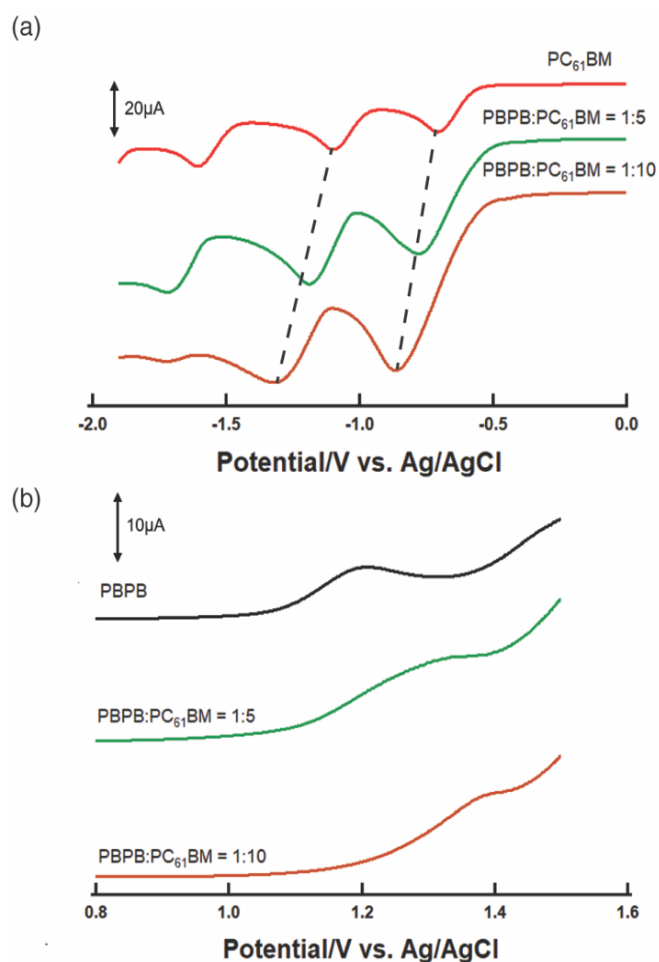 (a)
20µA
PC₆₁BM
PBPB:PC₆₁BM = 1:5
PBPB:PC₆₁BM = 1:10
-2.0 -1.5 -1.0 -0.5 0.0
Potential/V vs. Ag/AgCl
(b)
10µA
PBPB
PBPB:PC₆₁BM = 1:5
PBPB:PC₆₁BM = 1:10
0.8 1.0 1.2 1.4 1.6
Potential/V vs. Ag/AgCl